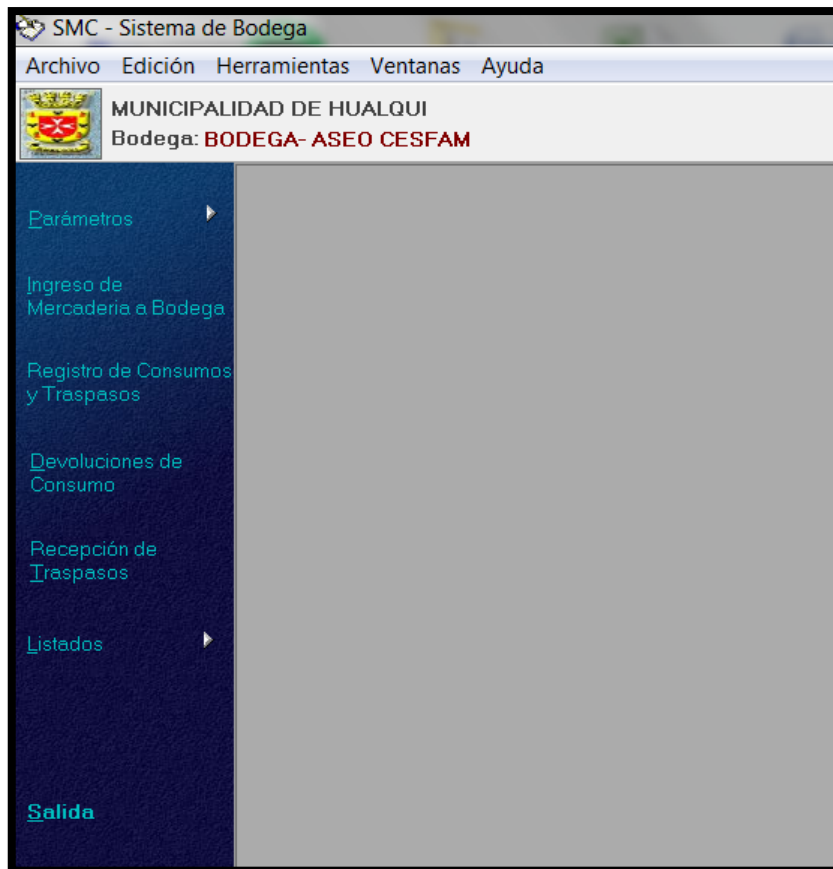 SMC - Sistema de Bodega
Archivo Edición Herramientas Ventanas Ayuda
MUNICIPALIDAD DE HUALQUI
Bodega: BODEGA- ASEO CESFAM
Parámetros
Ingreso de
Mercaderia a Bodega
Registro de Consumos
y Traspasos
Devoluciones de
Consumo
Recepción de
Traspasos
Listados
Salida